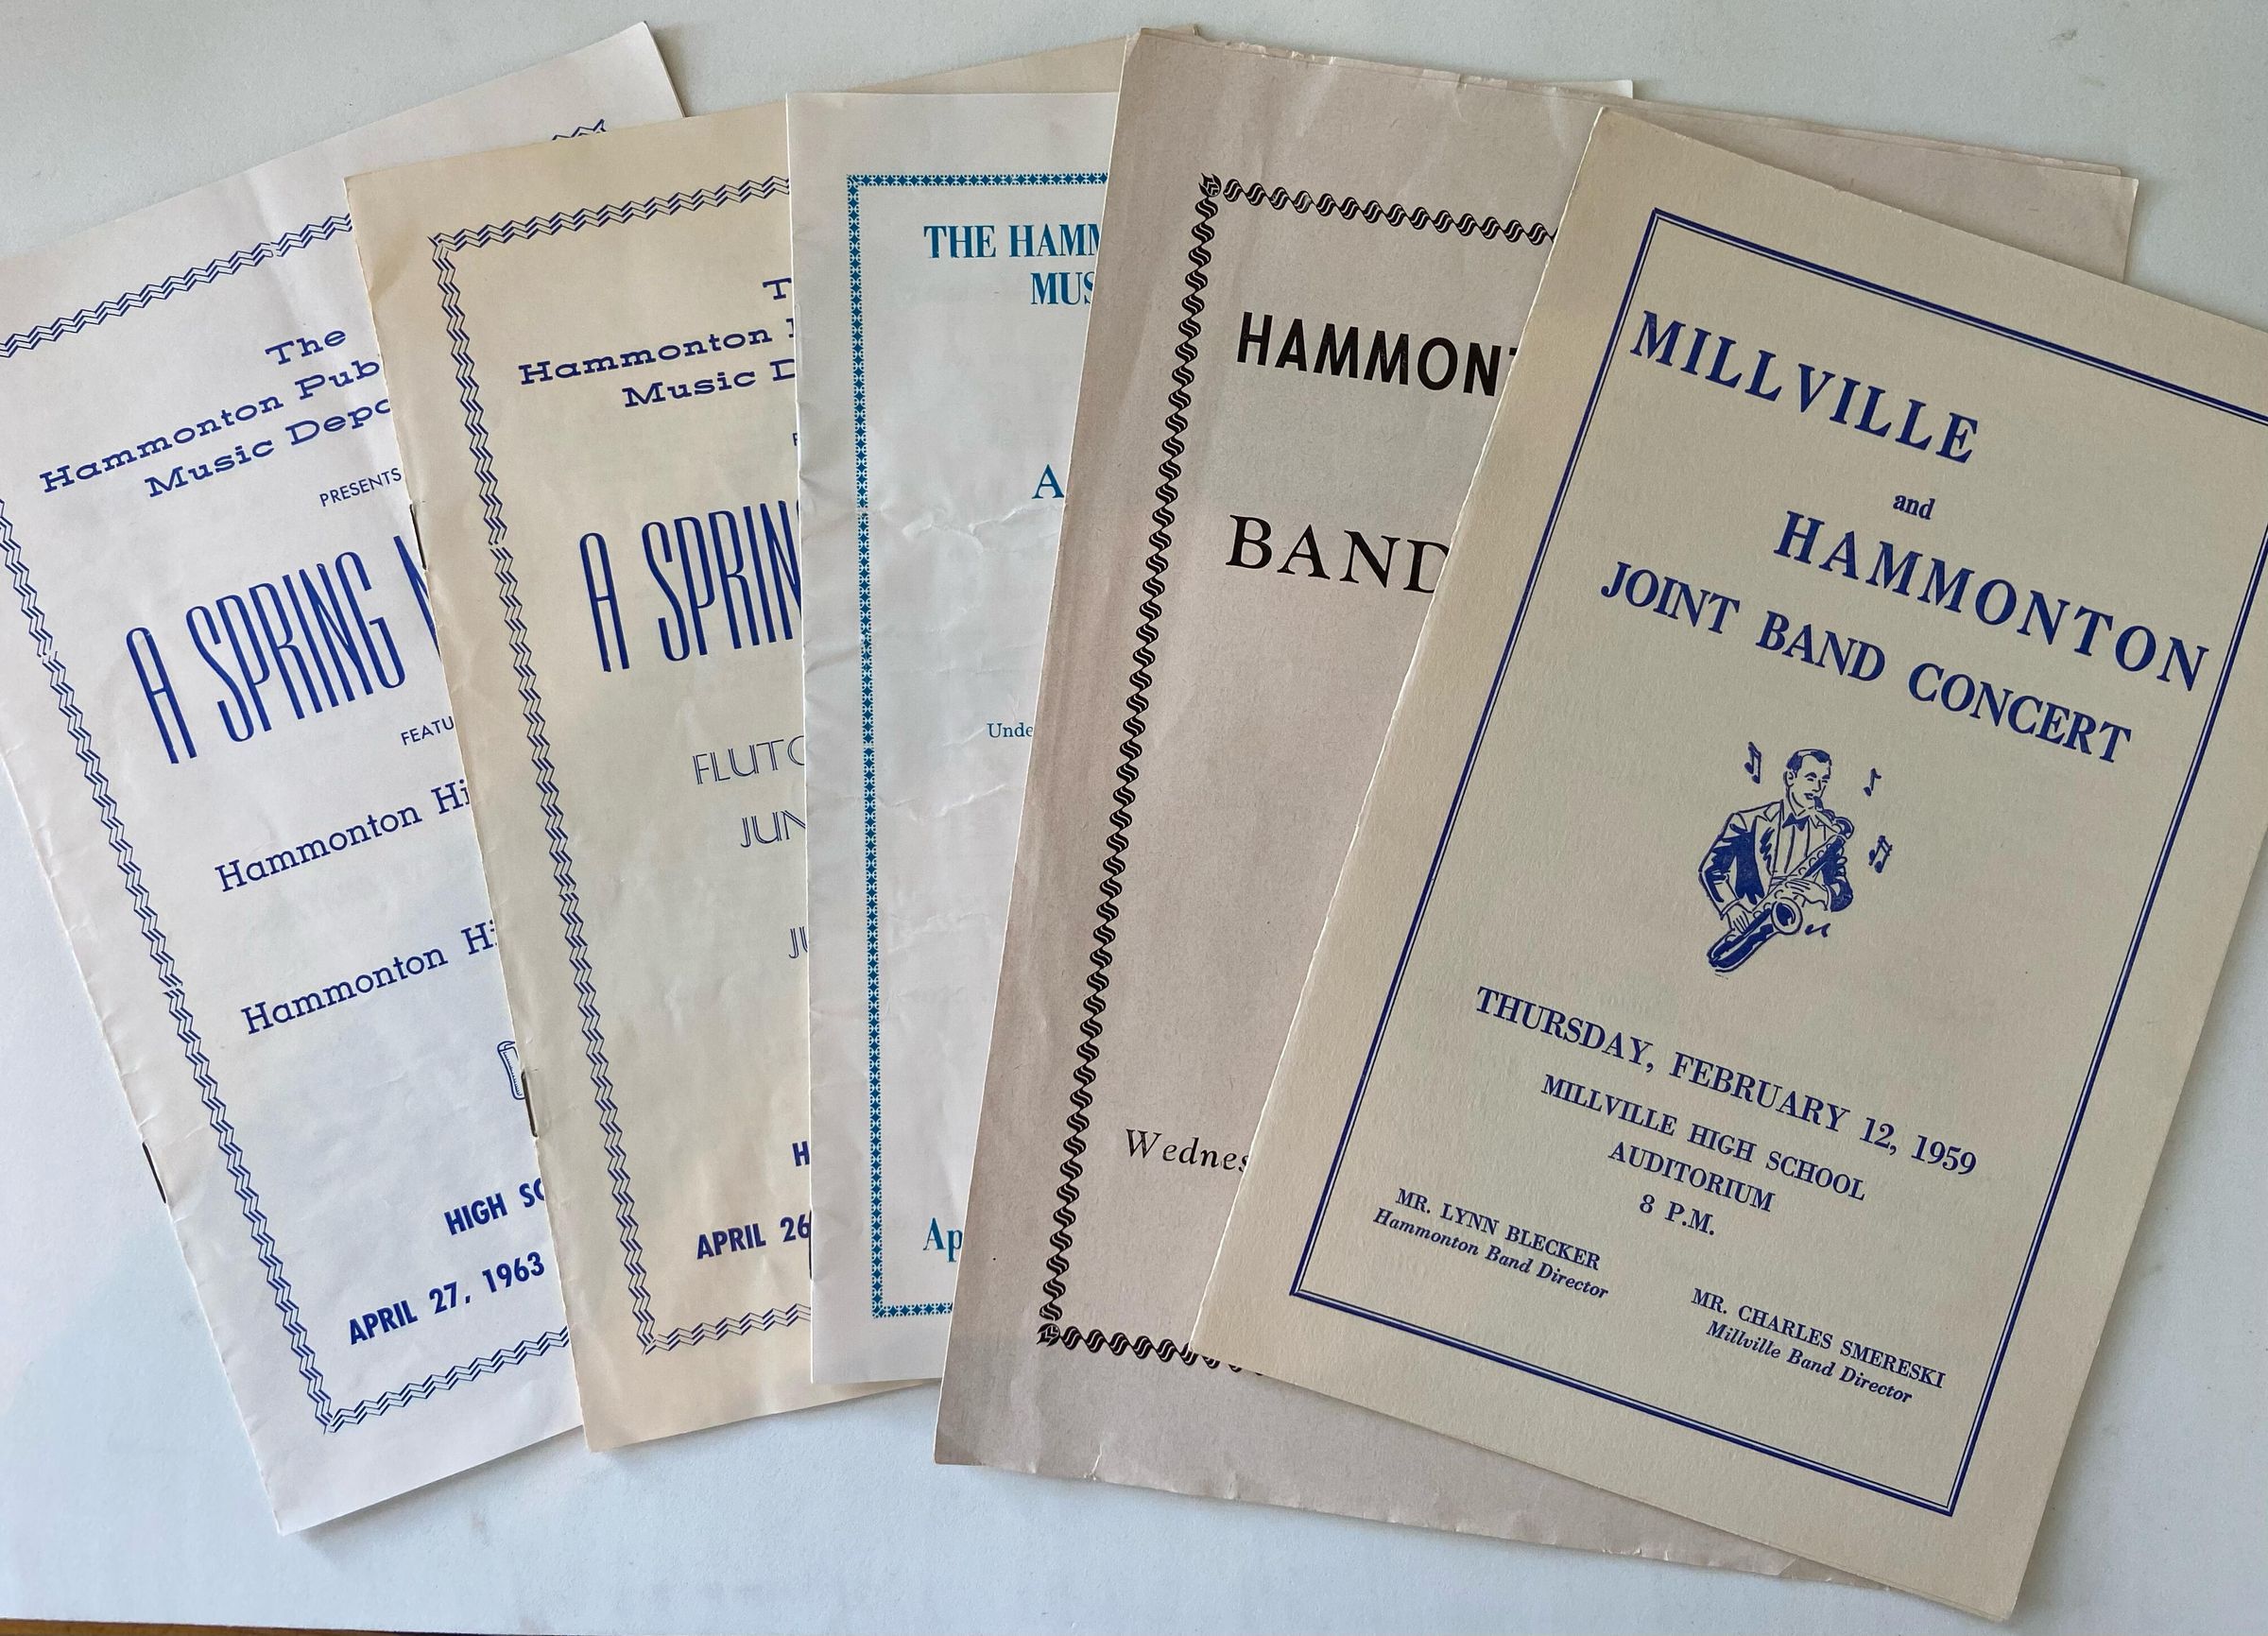 The
Hammonton Pub
Music Depa
PRESENTS
A SPRING
FEATU
Hammonton Hi
Hammonton Hi
HIGH SC
APRIL 27, 1963
T
Hammonton
Music D
A SPRIN
FLUTO
JUN
JU
H
APRIL 26
THE HAMM
MUS
A
Unde
Ap
HAMMONT
BAND
Wednes
MILLVILLE
and
HAMMONTON
JOINT BAND CONCERT
THURSDAY, FEBRUARY 12, 1959
MILLVILLE HIGH SCHOOL
AUDITORIUM
8 P.M.
MR. LYNN BLECKER
Hammonton Band Director
MR. CHARLES SMERESKI
Millville Band Director